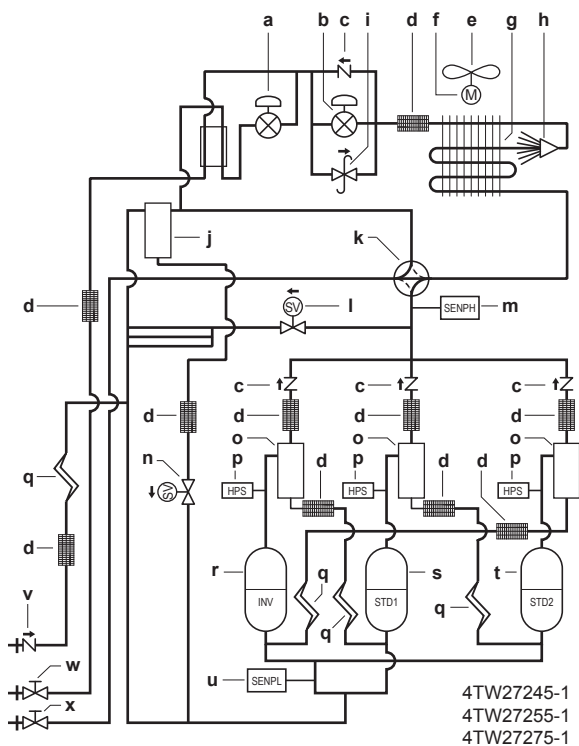 a b c i d f e g h
M
j
k
d
SV l
SENPH m
c c c
d d d d
n o o o
SV
p p p
HPS HPS HPS
d d d
q
d
r INV q s STD1 t STD2
q q
v
u SENPL
w
x
4TW27245-1
4TW27255-1
4TW27275-1